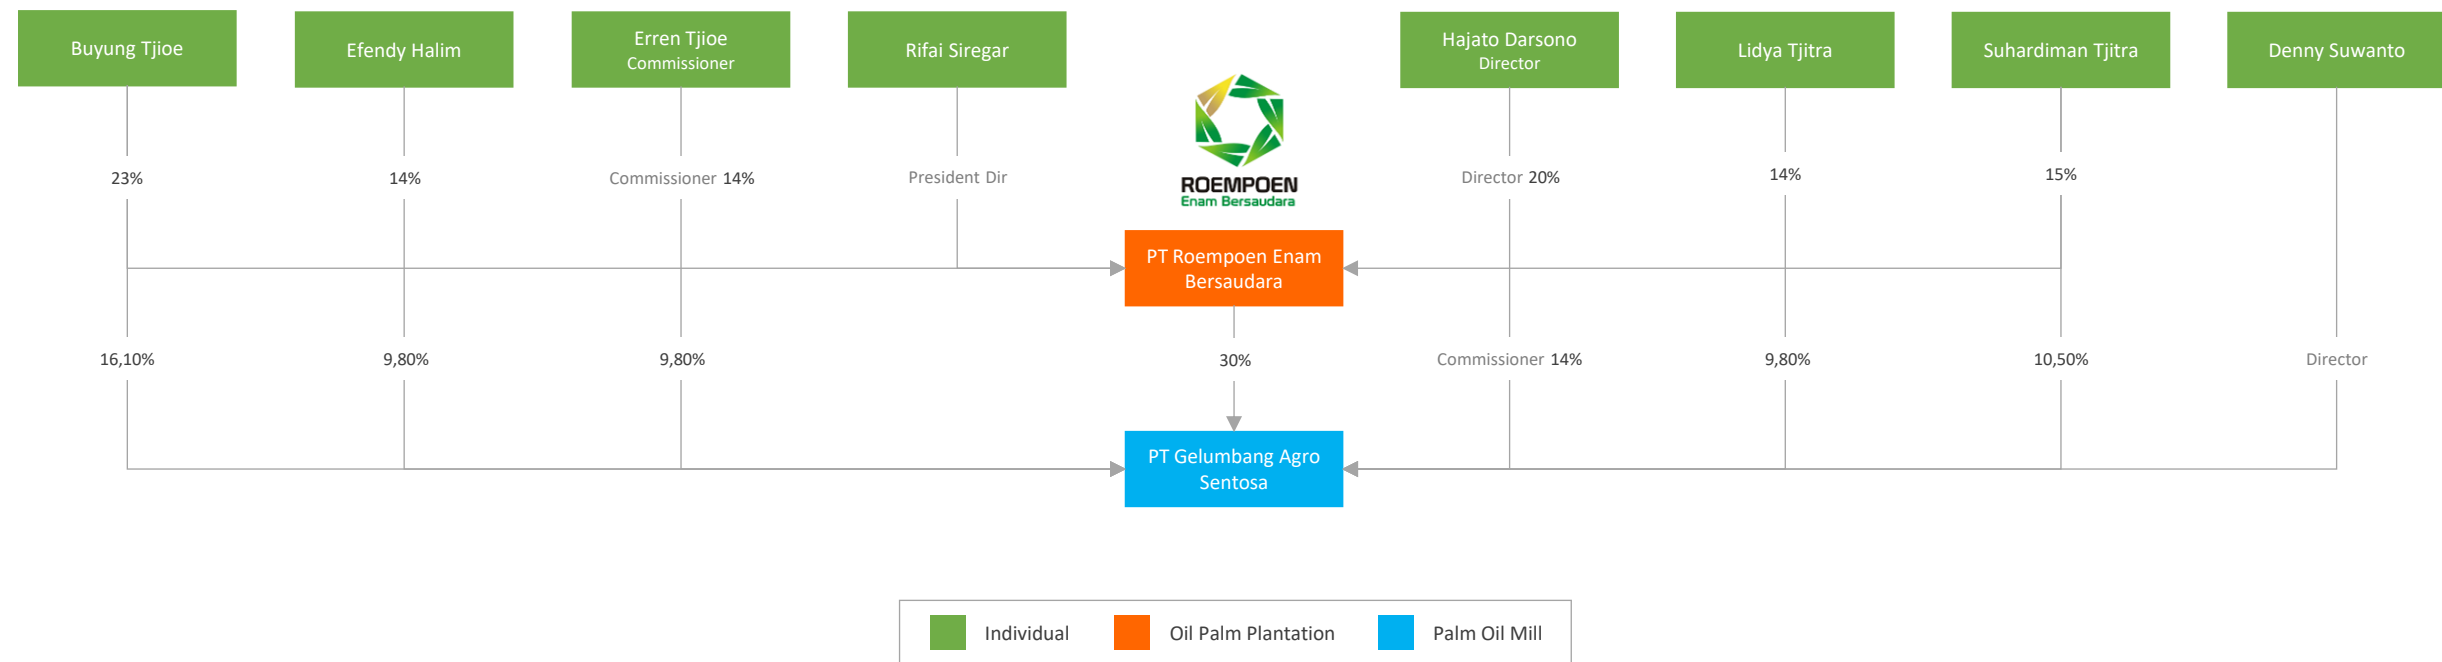 Buyung Tjioe
Efendy Halim
Erren Tjioe
Commissioner
Rifai Siregar
Hajato Darsono
Director
Lidya Tjitra
Suhardiman Tjitra
Denny Suwanto
23%
14%
Commissioner 14%
President Dir
ROEMPOEN
Enam Bersaudara
Director 20%
14%
15%
PT Roempoen Enam
Bersaudara
16,10%
9,80%
9,80%
30%
Commissioner 14%
9,80%
10,50%
Director
PT Gelumbang Agro
Sentosa
Individual
Oil Palm Plantation
Palm Oil Mill